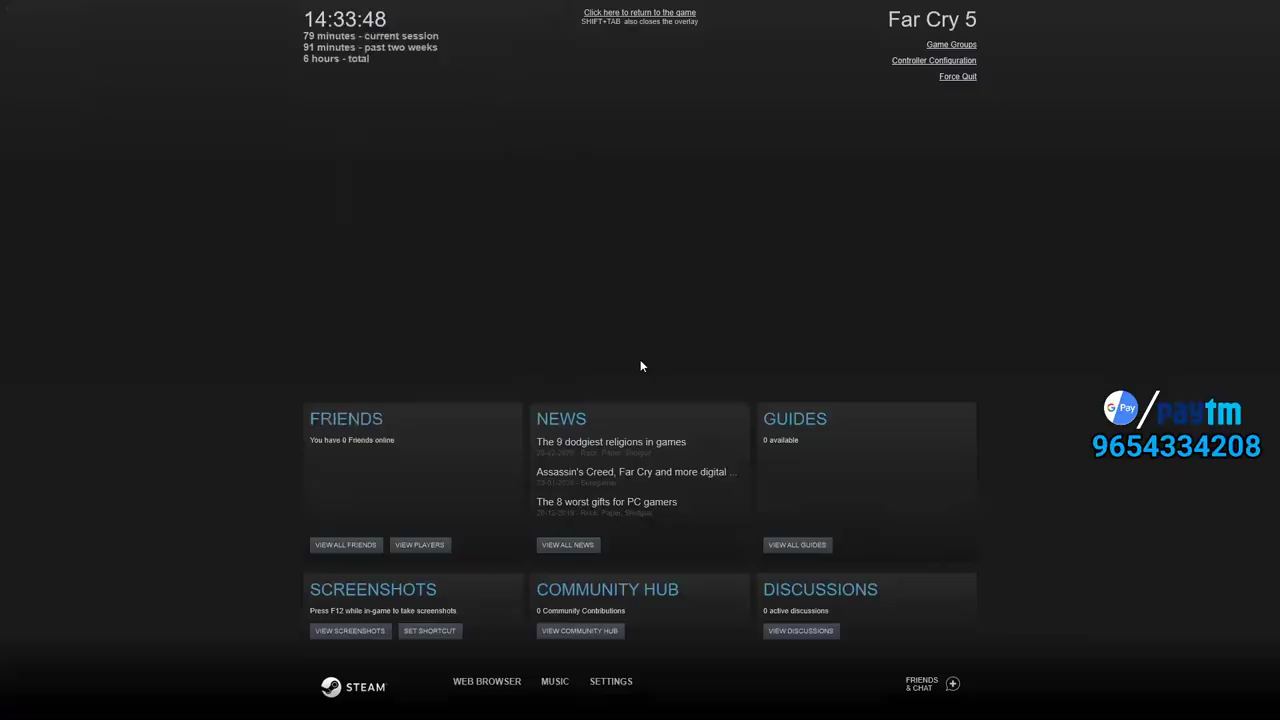 14:33:48
79 minutes - current session
91 minutes - past two weeks
6 hours - total
Click here to return to the game
SHIFT+TAB also closes the overlay
Far Cry 5
Game Groups
Controller Configuration
Force Quit
G Pay / paytm
9654334208
FRIENDS
You have 0 Friends online
VIEW ALL FRIENDS
VIEW PLAYERS
NEWS
The 9 dodgiest religions in games
Rock, Paper, Shotgun
Assassin's Creed, Far Cry and more digital ...
The 8 worst gifts for PC gamers
Rock, Paper, Shotgun
VIEW ALL NEWS
GUIDES
0 available
VIEW ALL GUIDES
SCREENSHOTS
Press F12 while in-game to take screenshots
VIEW SCREENSHOTS
SET SHORTCUT
COMMUNITY HUB
0 Community Contributions
VIEW COMMUNITY HUB
DISCUSSIONS
0 active discussions
VIEW DISCUSSIONS
STEAM
WEB BROWSER
MUSIC
SETTINGS
FRIENDS
& CHAT